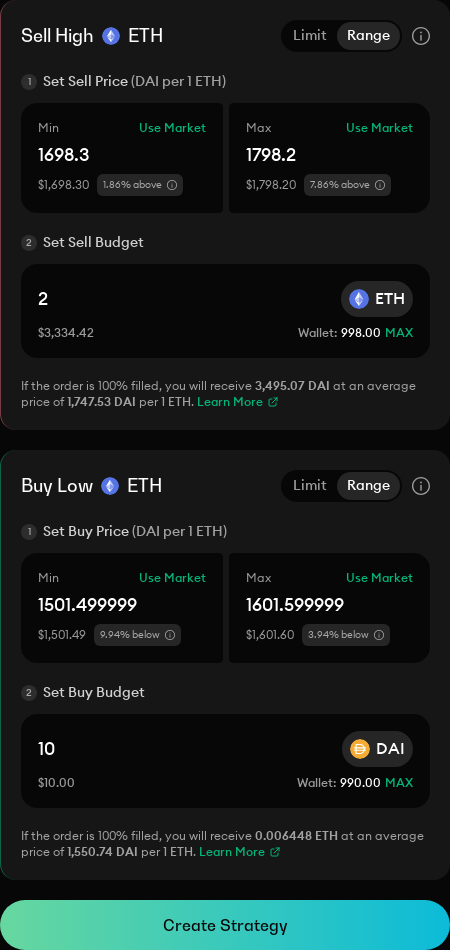 Sell High ETH Limit Range
1 Set Sell Price (DAI per 1 ETH)
Min Use Market Max Use Market
1698.3 1798.2
$1,698.30 1.86% above $1,798.20 7.86% above
2 Set Sell Budget
2 ETH
$3,334.42 Wallet: 998.00 MAX
If the order is 100% filled, you will receive 3,495.07 DAI at an average
price of 1,747.53 DAI per 1 ETH. Learn More
Buy Low ETH Limit Range
1 Set Buy Price (DAI per 1 ETH)
Min Use Market Max Use Market
1501.499999 1601.599999
$1,501.49 9.94% below $1,601.60 3.94% below
2 Set Buy Budget
10 DAI
$10.00 Wallet: 990.00 MAX
If the order is 100% filled, you will receive 0.006448 ETH at an average
price of 1,550.74 DAI per 1 ETH. Learn More
Create Strategy